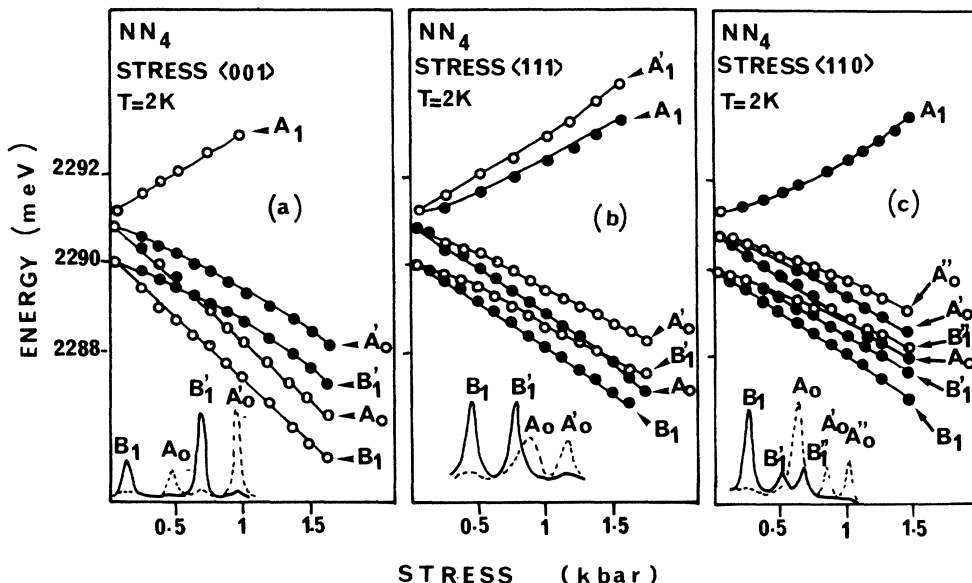 NN4
STRESS ⟨001⟩
T=2K
A1
(a)
A'o
B'1
Ao
B1
B1
Ao
B'1
A'o
NN4
STRESS ⟨111⟩
T=2K
A'1
A1
(b)
A'o
B'1
Ao
B1
B1
B'1
Ao
A'o
NN4
STRESS ⟨110⟩
T=2K
A1
(c)
A''o
A'o
B''1
Ao
B'1
B1
B1
B'1
Ao
B''1
A'o
A''o
ENERGY (meV)
2292
2290
2288
0.5 1 1.5
0.5 1 1.5
0.5 1 1.5
STRESS (kbar)